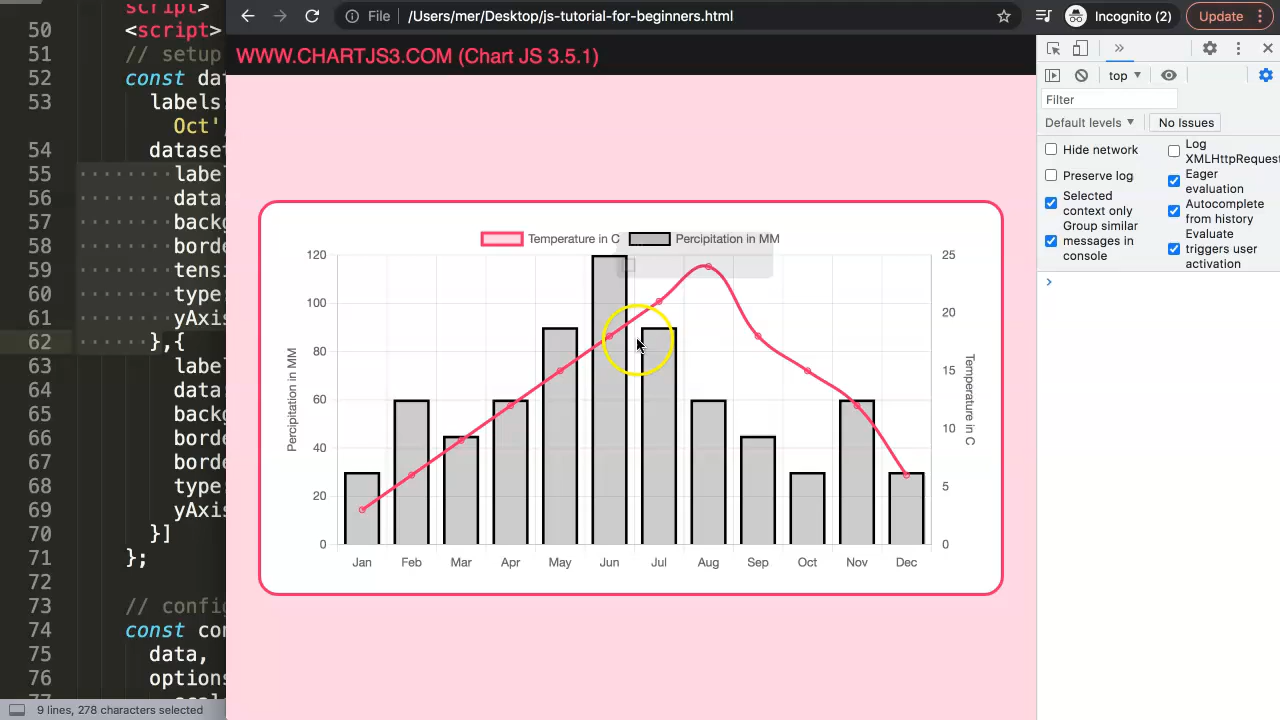 script>
50 <script>
51 // setup
52 const da
53 labels:
Oct',
54 dataset
55 labe
56 data:
57 backg
58 borde
59 tens
60 type:
61 yAxis
62 },{
63 labe
64 data:
65 backg
66 borde
67 borde
68 type:
69 yAxis
70 }]
71 };
72
73 // config
74 const con
75 data,
76 options
77
9 lines, 278 characters selected
File /Users/mer/Desktop/js-tutorial-for-beginners.html
Incognito (2)
Update
WWW.CHARTJS3.COM (Chart JS 3.5.1)
Temperature in C Percipitation in MM
120
100
80
60
40
20
0
Percipitation in MM
25
20
15
10
5
0
Temperature in C
Jan Feb Mar Apr May Jun Jul Aug Sep Oct Nov Dec
»
top ▼
Filter
Default levels ▼ No Issues
Hide network
Preserve log
Selected
context only
Group similar
messages in
console
Log
XMLHttpRequest
Eager
evaluation
Autocomplete
from history
Evaluate
triggers user
activation
›